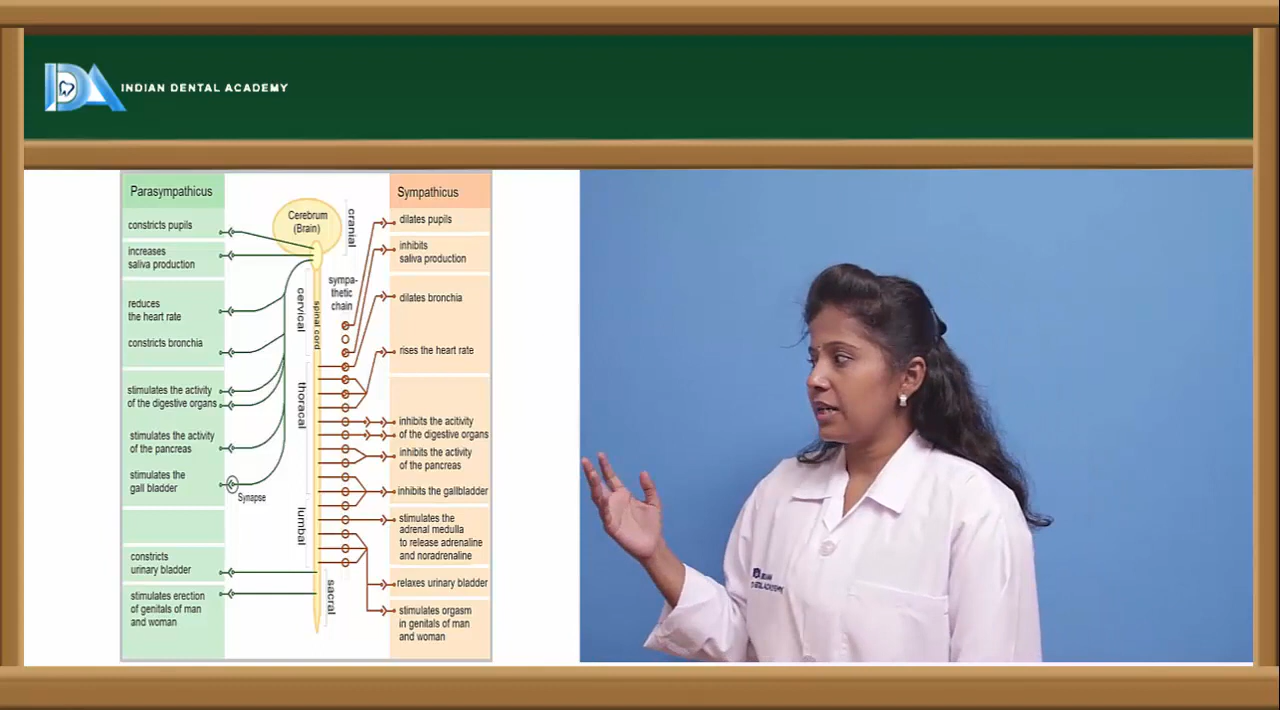 INDIAN DENTAL ACADEMY
Parasympathicus
constricts pupils
increases
saliva production
reduces
the heart rate
constricts bronchia
stimulates the activity
of the digestive organs
stimulates the activity
of the pancreas
stimulates the
gall bladder
constricts
urinary bladder
stimulates erection
of genitals of man
and woman
Cerebrum
(Brain)
cranial
sympa-
thetic
chain
cervical
spinal cord
thoracal
Synapse
lumbal
sacral
Sympathicus
dilates pupils
inhibits
saliva production
dilates bronchia
rises the heart rate
inhibits the acitivity
of the digestive organs
inhibits the activity
of the pancreas
inhibits the gallbladder
stimulates the
adrenal medulla
to release adrenaline
and noradrenaline
relaxes urinary bladder
stimulates orgasm
in genitals of man
and woman